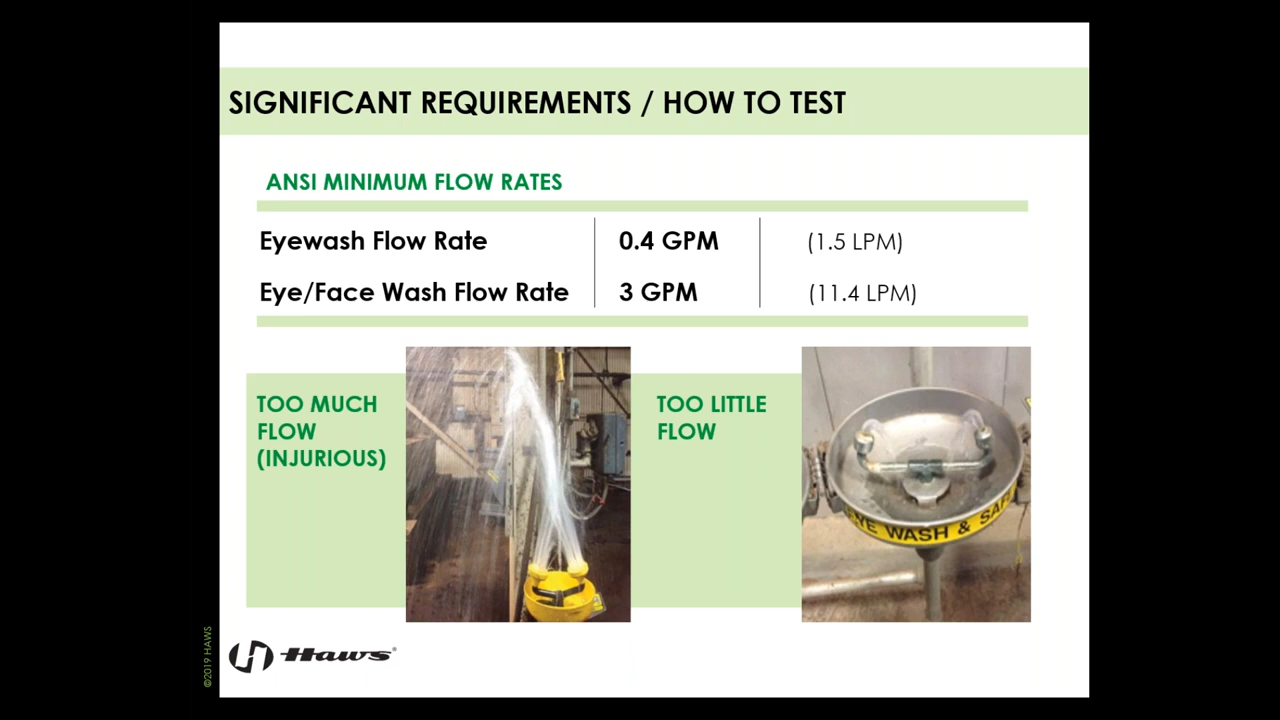 SIGNIFICANT REQUIREMENTS / HOW TO TEST
ANSI MINIMUM FLOW RATES
Eyewash Flow Rate 0.4 GPM (1.5 LPM)
Eye/Face Wash Flow Rate 3 GPM (11.4 LPM)
TOO MUCH
FLOW
(INJURIOUS)
TOO LITTLE
FLOW
EYE WASH & SAF
©2019 HAWS
Haws®